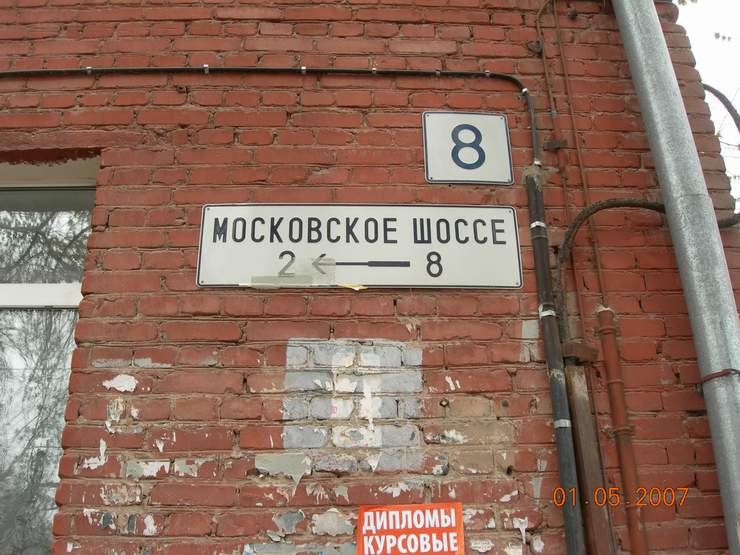 8
МОСКОВСКОЕ ШОССЕ
2 ← 8
ДИПЛОМЫ
КУРСОВЫЕ
01.05.2007